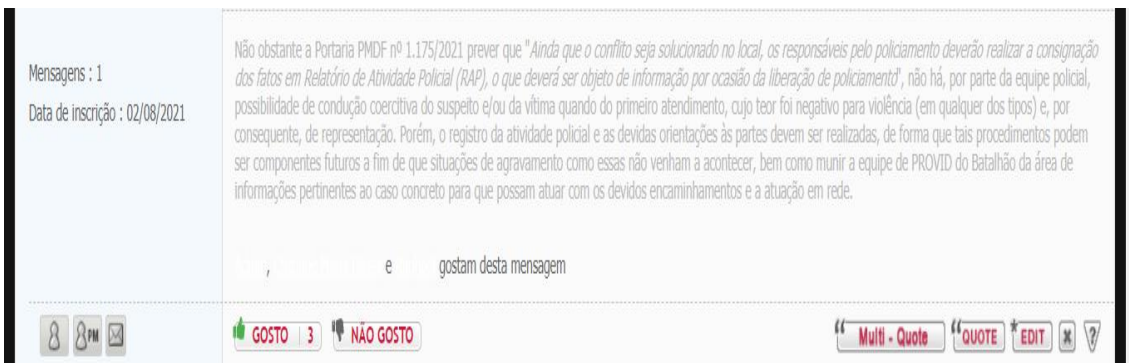 Não obstante a Portaria PMDF nº 1.175/2021 prever que "Ainda que o conflito seja solucionado no local, os responsáveis pelo policiamento deverão realizar a consignação
Mensagens : 1
dos fatos em Relatório de Atividade Policial (RAP), o que deverá ser objeto de informação por ocasião da liberação de policiamento", não há, por parte da equipe policial,
Data de inscrição : 02/08/2021
possibilidade de condução coercitiva do suspeito e/ou da vítima quando do primeiro atendimento, cujo teor foi negativo para violência (em qualquer dos tipos) e, por
consequente, de representação. Porém, o registro da atividade policial e as devidas orientações às partes devem ser realizadas, de forma que tais procedimentos podem
ser componentes futuros a fim de que situações de agravamento como essas não venham a acontecer, bem como munir a equipe de PROVID do Batalhão da área de
informações pertinentes ao caso concreto para que possam atuar com os devidos encaminhamentos e a atuação em rede.
, e gostam desta mensagem
PM GOSTO 3 NÃO GOSTO Multi - Quote QUOTE EDIT x ?